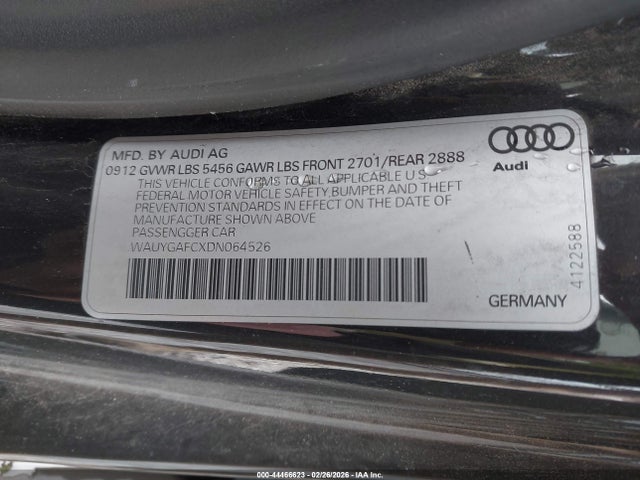 MFD. BY AUDI AG
0912 GVWR LBS 5456 GAWR LBS FRONT 2701/REAR 2888
THIS VEHICLE CONFORMS TO ALL APPLICABLE U S
FEDERAL MOTOR VEHICLE SAFETY BUMPER AND THEFT
PREVENTION STANDARDS IN EFFECT ON THE DATE OF
MANUFACTURE SHOWN ABOVE
PASSENGGER CAR
WAUYGAFCXDN064526
Audi
4122588
GERMANY
000-44466623 - 02/26/2026 - IAA Inc.